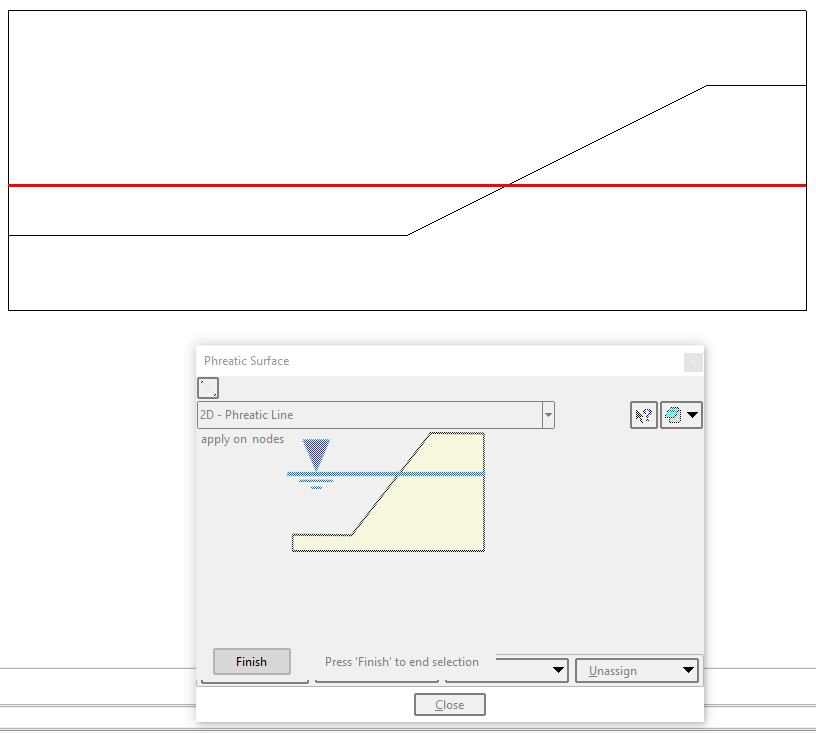 Phreatic Surface
x
2D - Phreatic Line
?
apply on nodes
Finish
Press 'Finish' to end selection
Unassign
Close